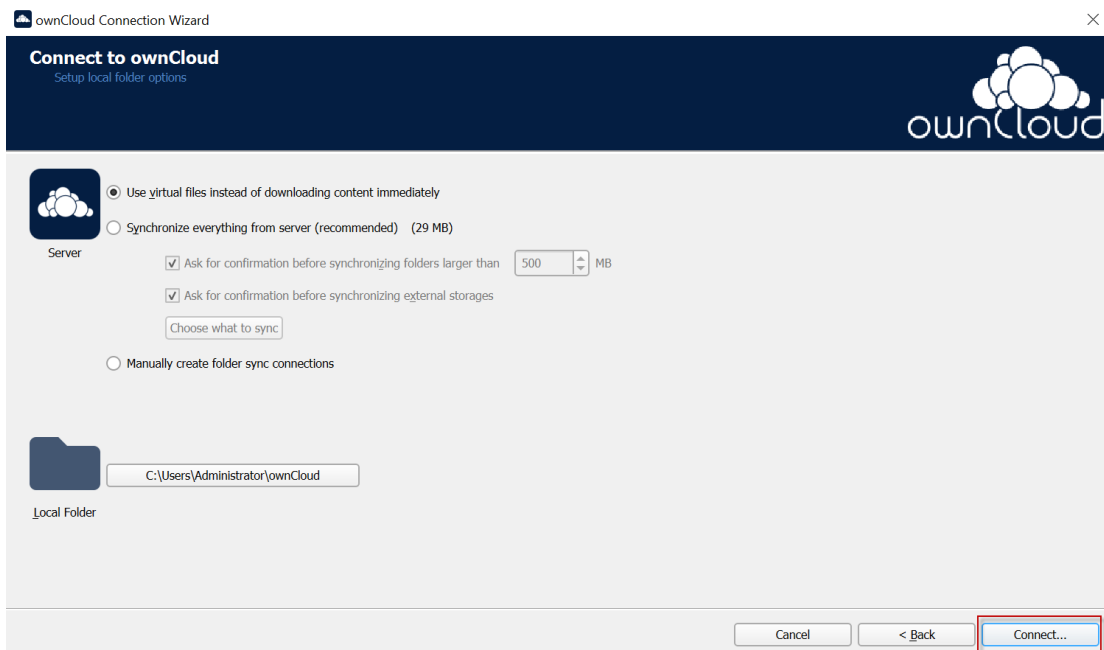 ownCloud Connection Wizard
Connect to ownCloud
Setup local folder options
ownCloud
Use virtual files instead of downloading content immediately
Synchronize everything from server (recommended) (29 MB)
Server
Ask for confirmation before synchronizing folders larger than 500 MB
Ask for confirmation before synchronizing external storages
Choose what to sync
Manually create folder sync connections
C:\Users\Administrator\ownCloud
Local Folder
Cancel < Back Connect...